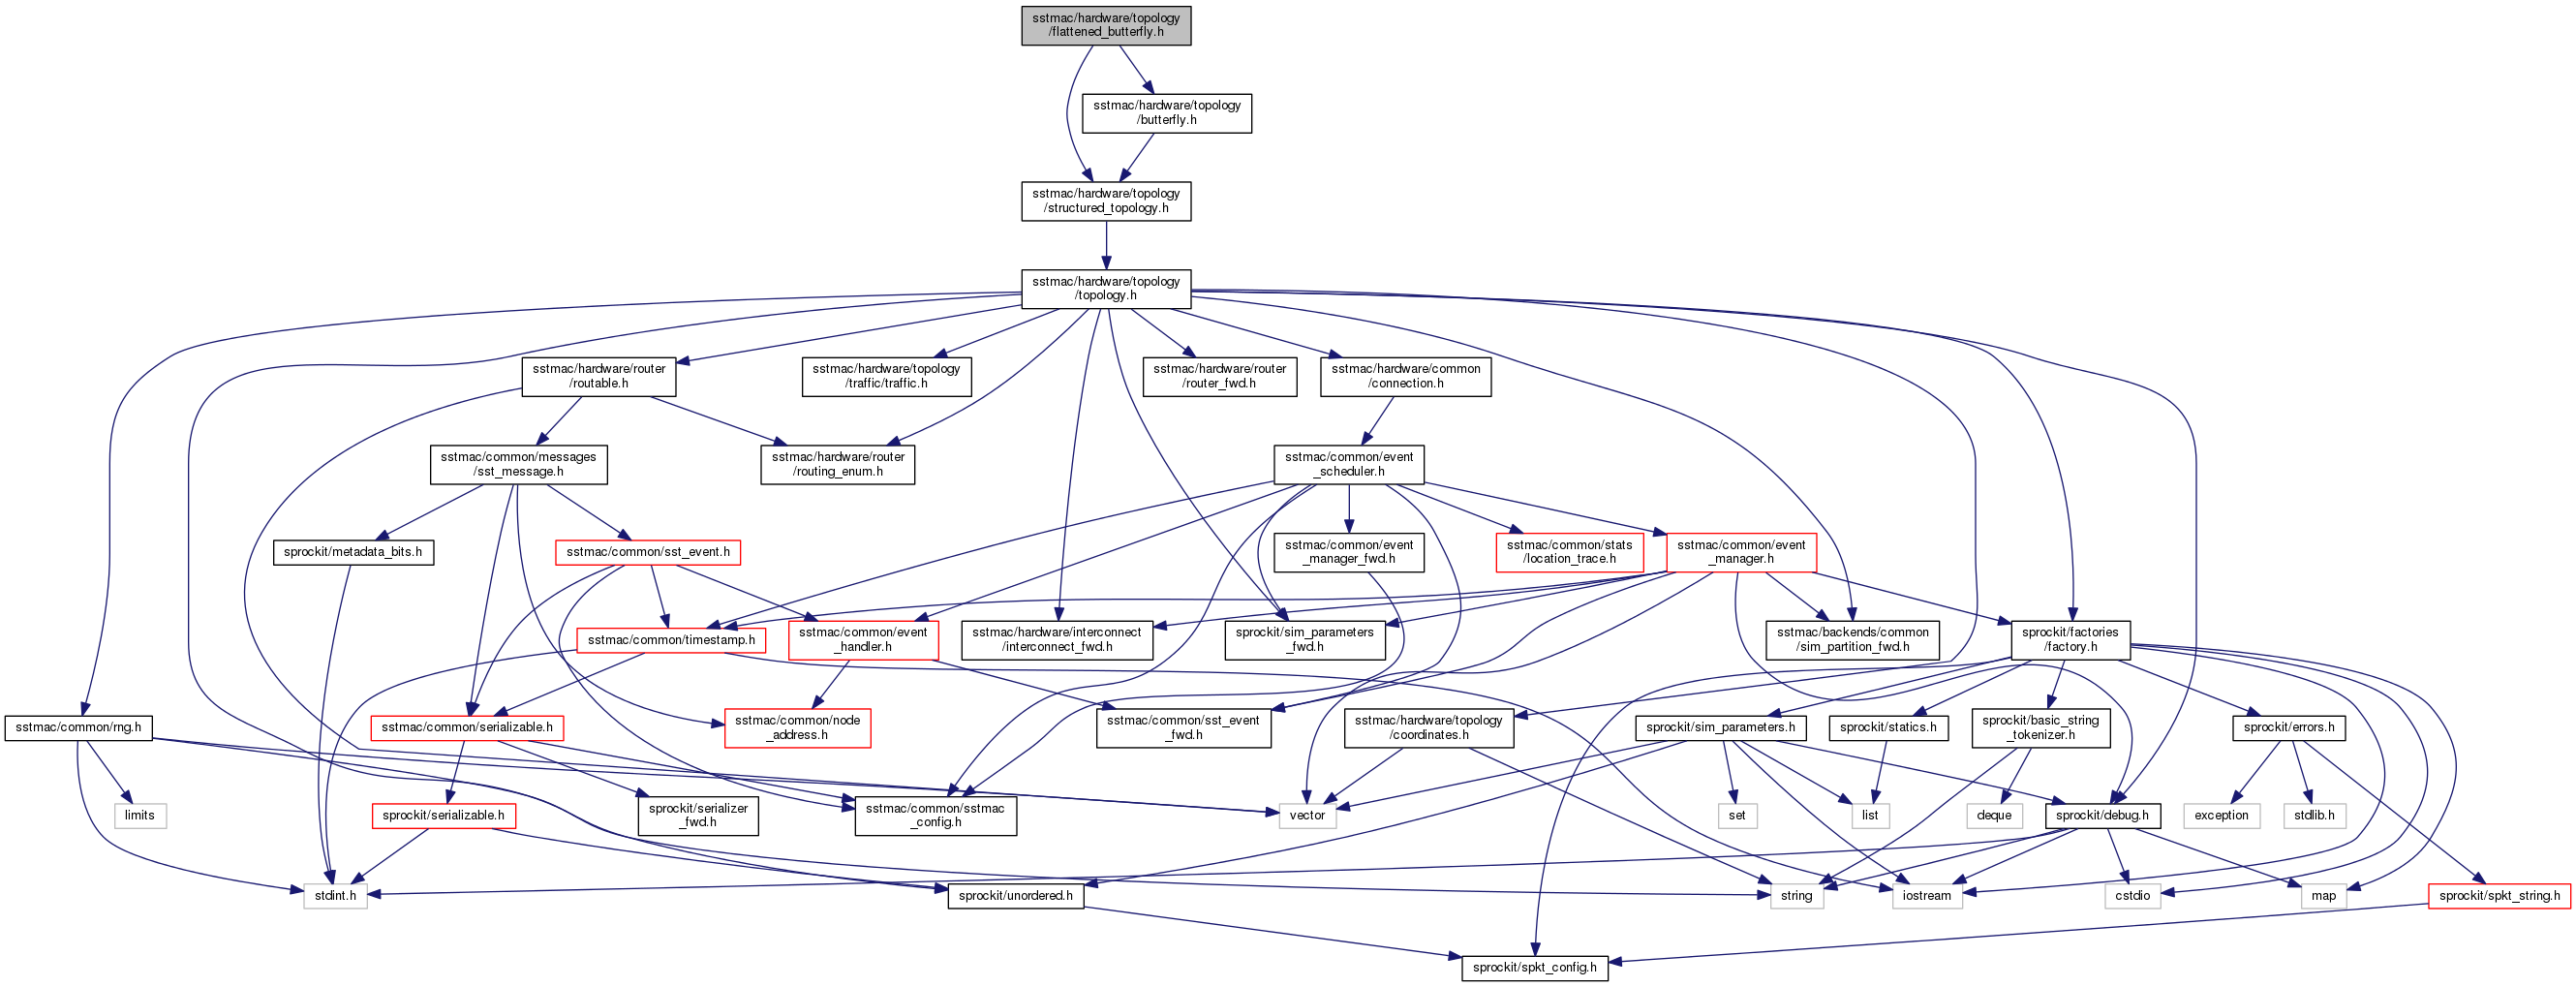 sstmac/hardware/topology
/flattened_butterfly.h
sstmac/hardware/topology
/butterfly.h
sstmac/hardware/topology
/structured_topology.h
sstmac/hardware/topology
/topology.h
sstmac/hardware/router
/routable.h
sstmac/hardware/topology
/traffic/traffic.h
sstmac/hardware/router
/router_fwd.h
sstmac/hardware/common
/connection.h
sstmac/common/messages
/sst_message.h
sstmac/hardware/router
/routing_enum.h
sstmac/common/event
_scheduler.h
sprockit/metadata_bits.h
sstmac/common/sst_event.h
sstmac/common/event
_manager_fwd.h
sstmac/common/stats
/location_trace.h
sstmac/common/event
_manager.h
sstmac/common/timestamp.h
sstmac/common/event
_handler.h
sstmac/hardware/interconnect
/interconnect_fwd.h
sprockit/sim_parameters
_fwd.h
sstmac/backends/common
/sim_partition_fwd.h
sprockit/factories
/factory.h
sstmac/common/rng.h
sstmac/common/serializable.h
sstmac/common/node
_address.h
sstmac/common/sst_event
_fwd.h
sstmac/hardware/topology
/coordinates.h
sprockit/sim_parameters.h
sprockit/statics.h
sprockit/basic_string
_tokenizer.h
sprockit/errors.h
limits
sprockit/serializable.h
sprockit/serializer
_fwd.h
sstmac/common/sstmac
_config.h
vector
set
list
deque
sprockit/debug.h
exception
stdlib.h
stdint.h
sprockit/unordered.h
string
iostream
cstdio
map
sprockit/spkt_string.h
sprockit/spkt_config.h